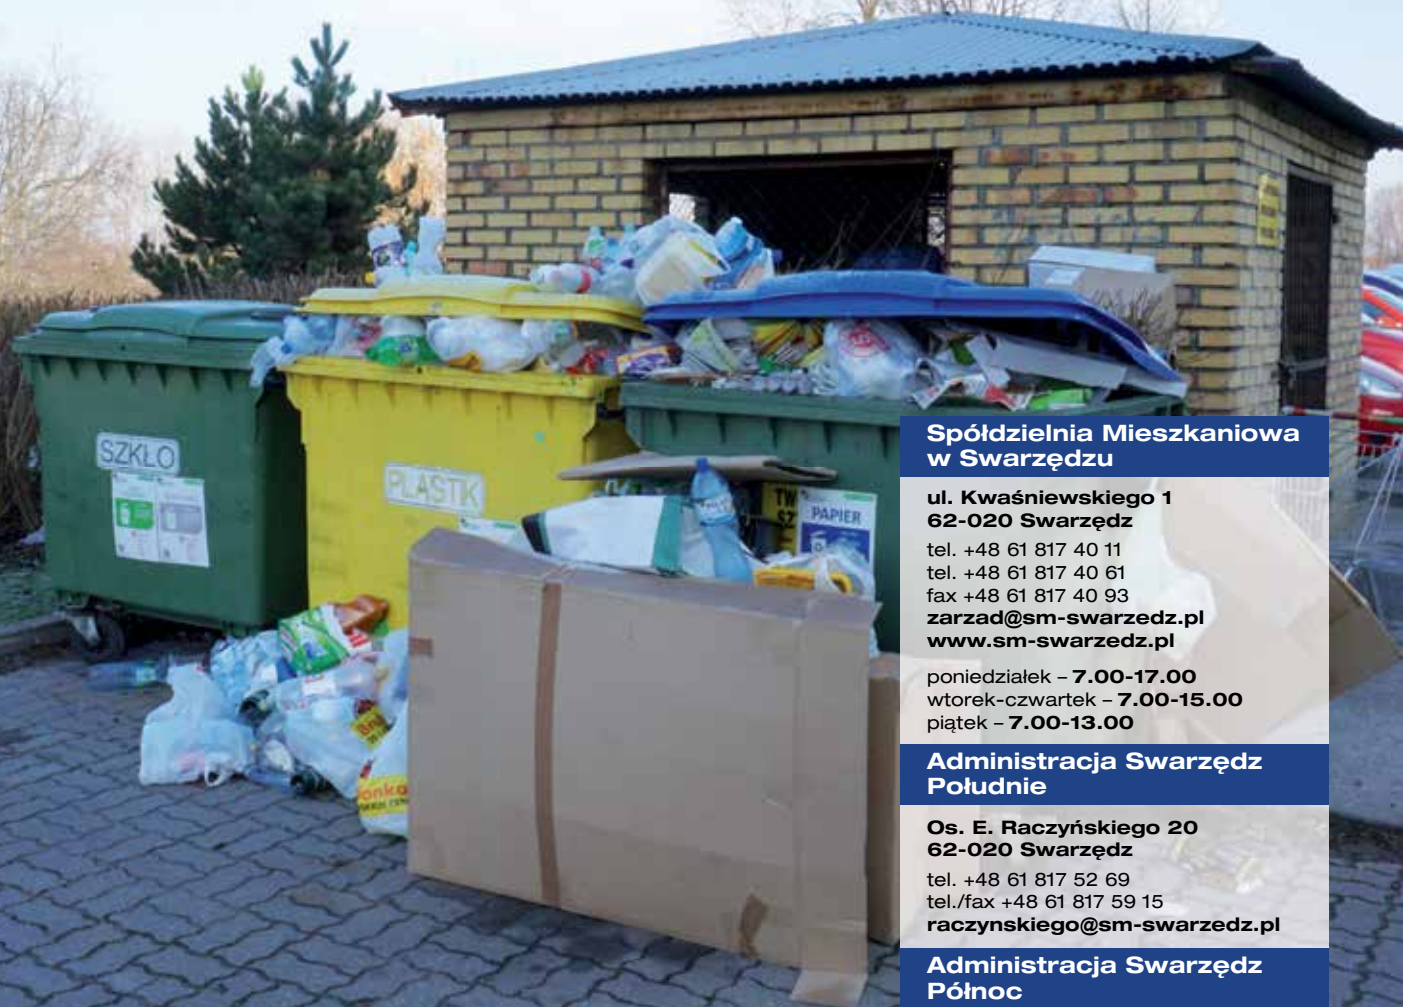 SZKŁO
PLASTIK
TW
SZ
PAPIER
Spółdzielnia Mieszkaniowa
w Swarzędzu
ul. Kwaśniewskiego 1
62-020 Swarzędz
tel. +48 61 817 40 11
tel. +48 61 817 40 61
fax +48 61 817 40 93
zarzad@sm-swarzedz.pl
www.sm-swarzedz.pl
poniedziałek – 7.00-17.00
wtorek-czwartek – 7.00-15.00
piątek – 7.00-13.00
Administracja Swarzędz
Południe
Os. E. Raczyńskiego 20
62-020 Swarzędz
tel. +48 61 817 52 69
tel./fax +48 61 817 59 15
raczynskiego@sm-swarzedz.pl
Administracja Swarzędz
Północ